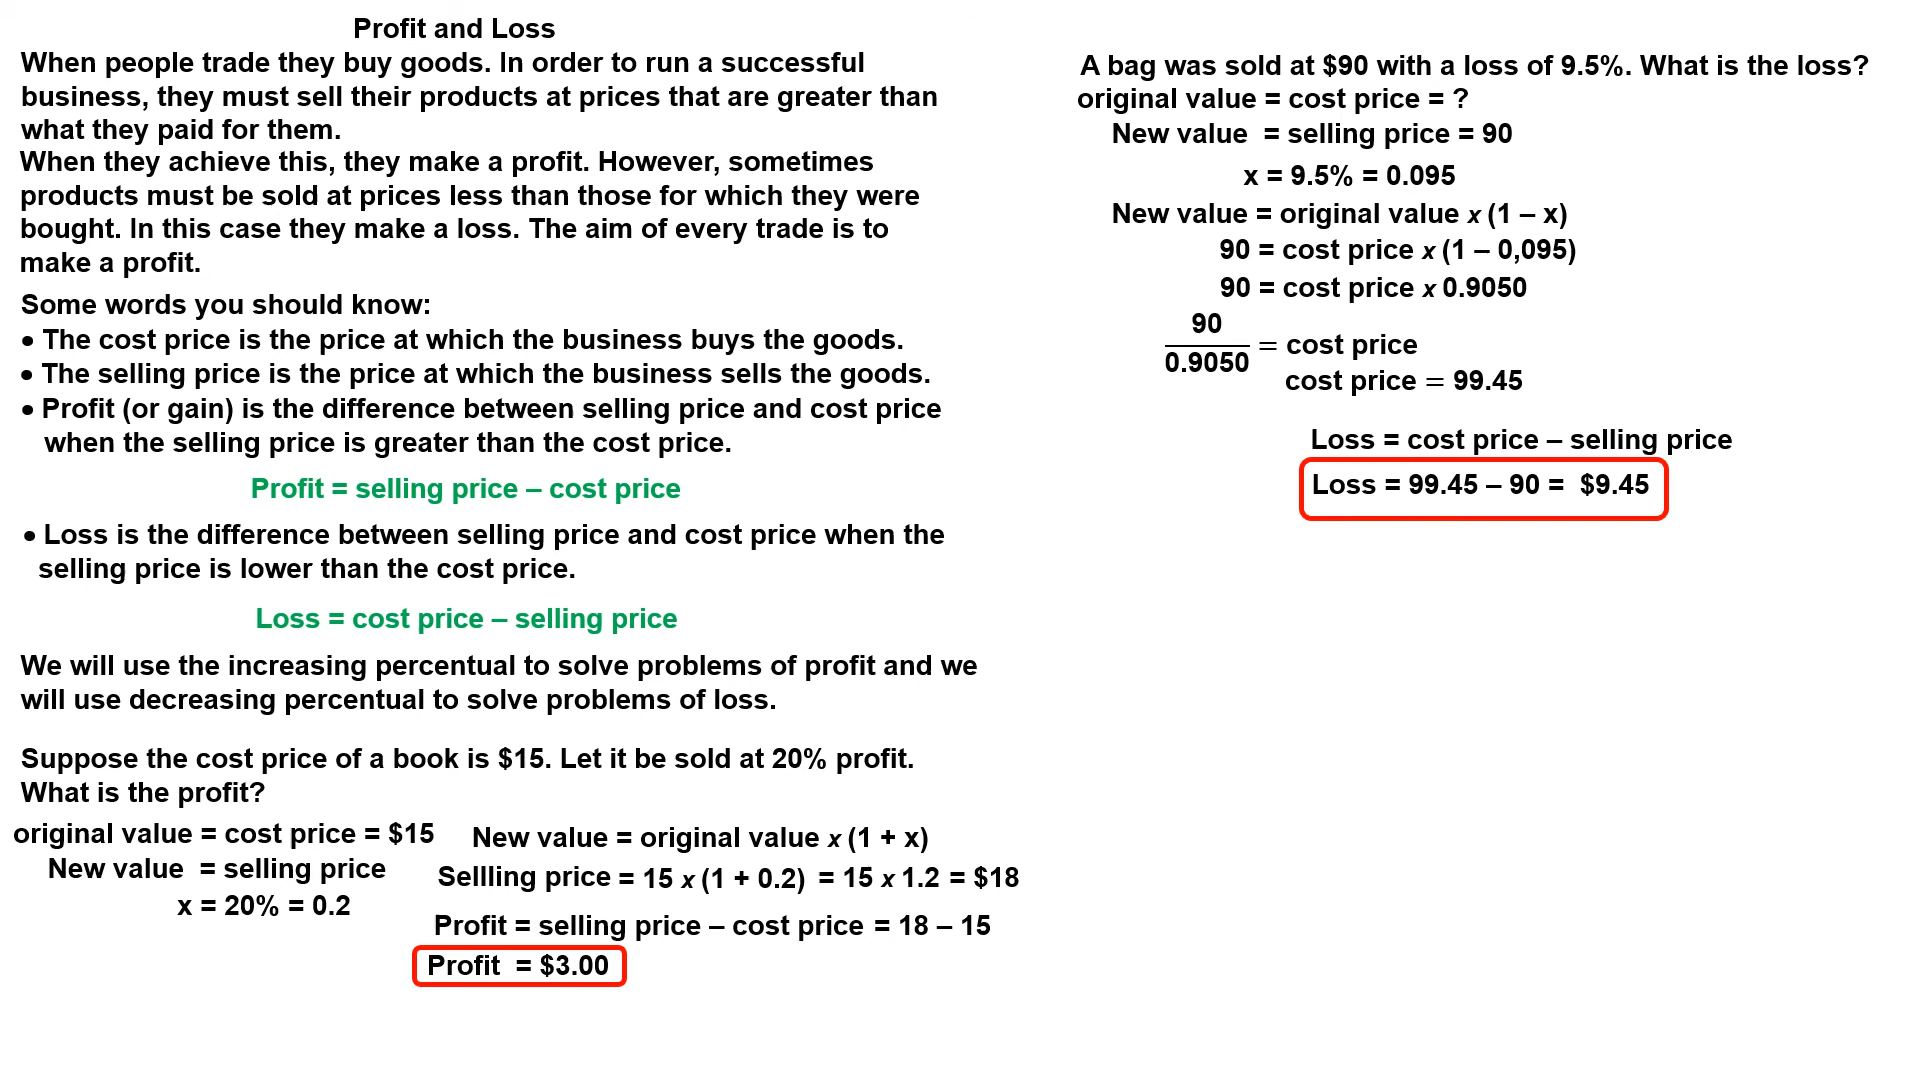 Profit and Loss
When people trade they buy goods. In order to run a successful
business, they must sell their products at prices that are greater than
what they paid for them.
When they achieve this, they make a profit. However, sometimes
products must be sold at prices less than those for which they were
bought. In this case they make a loss. The aim of every trade is to
make a profit.
Some words you should know:
• The cost price is the price at which the business buys the goods.
• The selling price is the price at which the business sells the goods.
• Profit (or gain) is the difference between selling price and cost price
when the selling price is greater than the cost price.
Profit = selling price – cost price
• Loss is the difference between selling price and cost price when the
selling price is lower than the cost price.
Loss = cost price – selling price
We will use the increasing percentual to solve problems of profit and we
will use decreasing percentual to solve problems of loss.
Suppose the cost price of a book is $15. Let it be sold at 20% profit.
What is the profit?
original value = cost price = $15
New value = selling price
x = 20% = 0.2
New value = original value x (1 + x)
Sellling price = 15 x (1 + 0.2) = 15 x 1.2 = $18
Profit = selling price – cost price = 18 – 15
Profit = $3.00
A bag was sold at $90 with a loss of 9.5%. What is the loss?
original value = cost price = ?
New value = selling price = 90
x = 9.5% = 0.095
New value = original value x (1 – x)
90 = cost price x (1 – 0,095)
90 = cost price x 0.9050
90
0.9050 = cost price
cost price = 99.45
Loss = cost price – selling price
Loss = 99.45 – 90 = $9.45